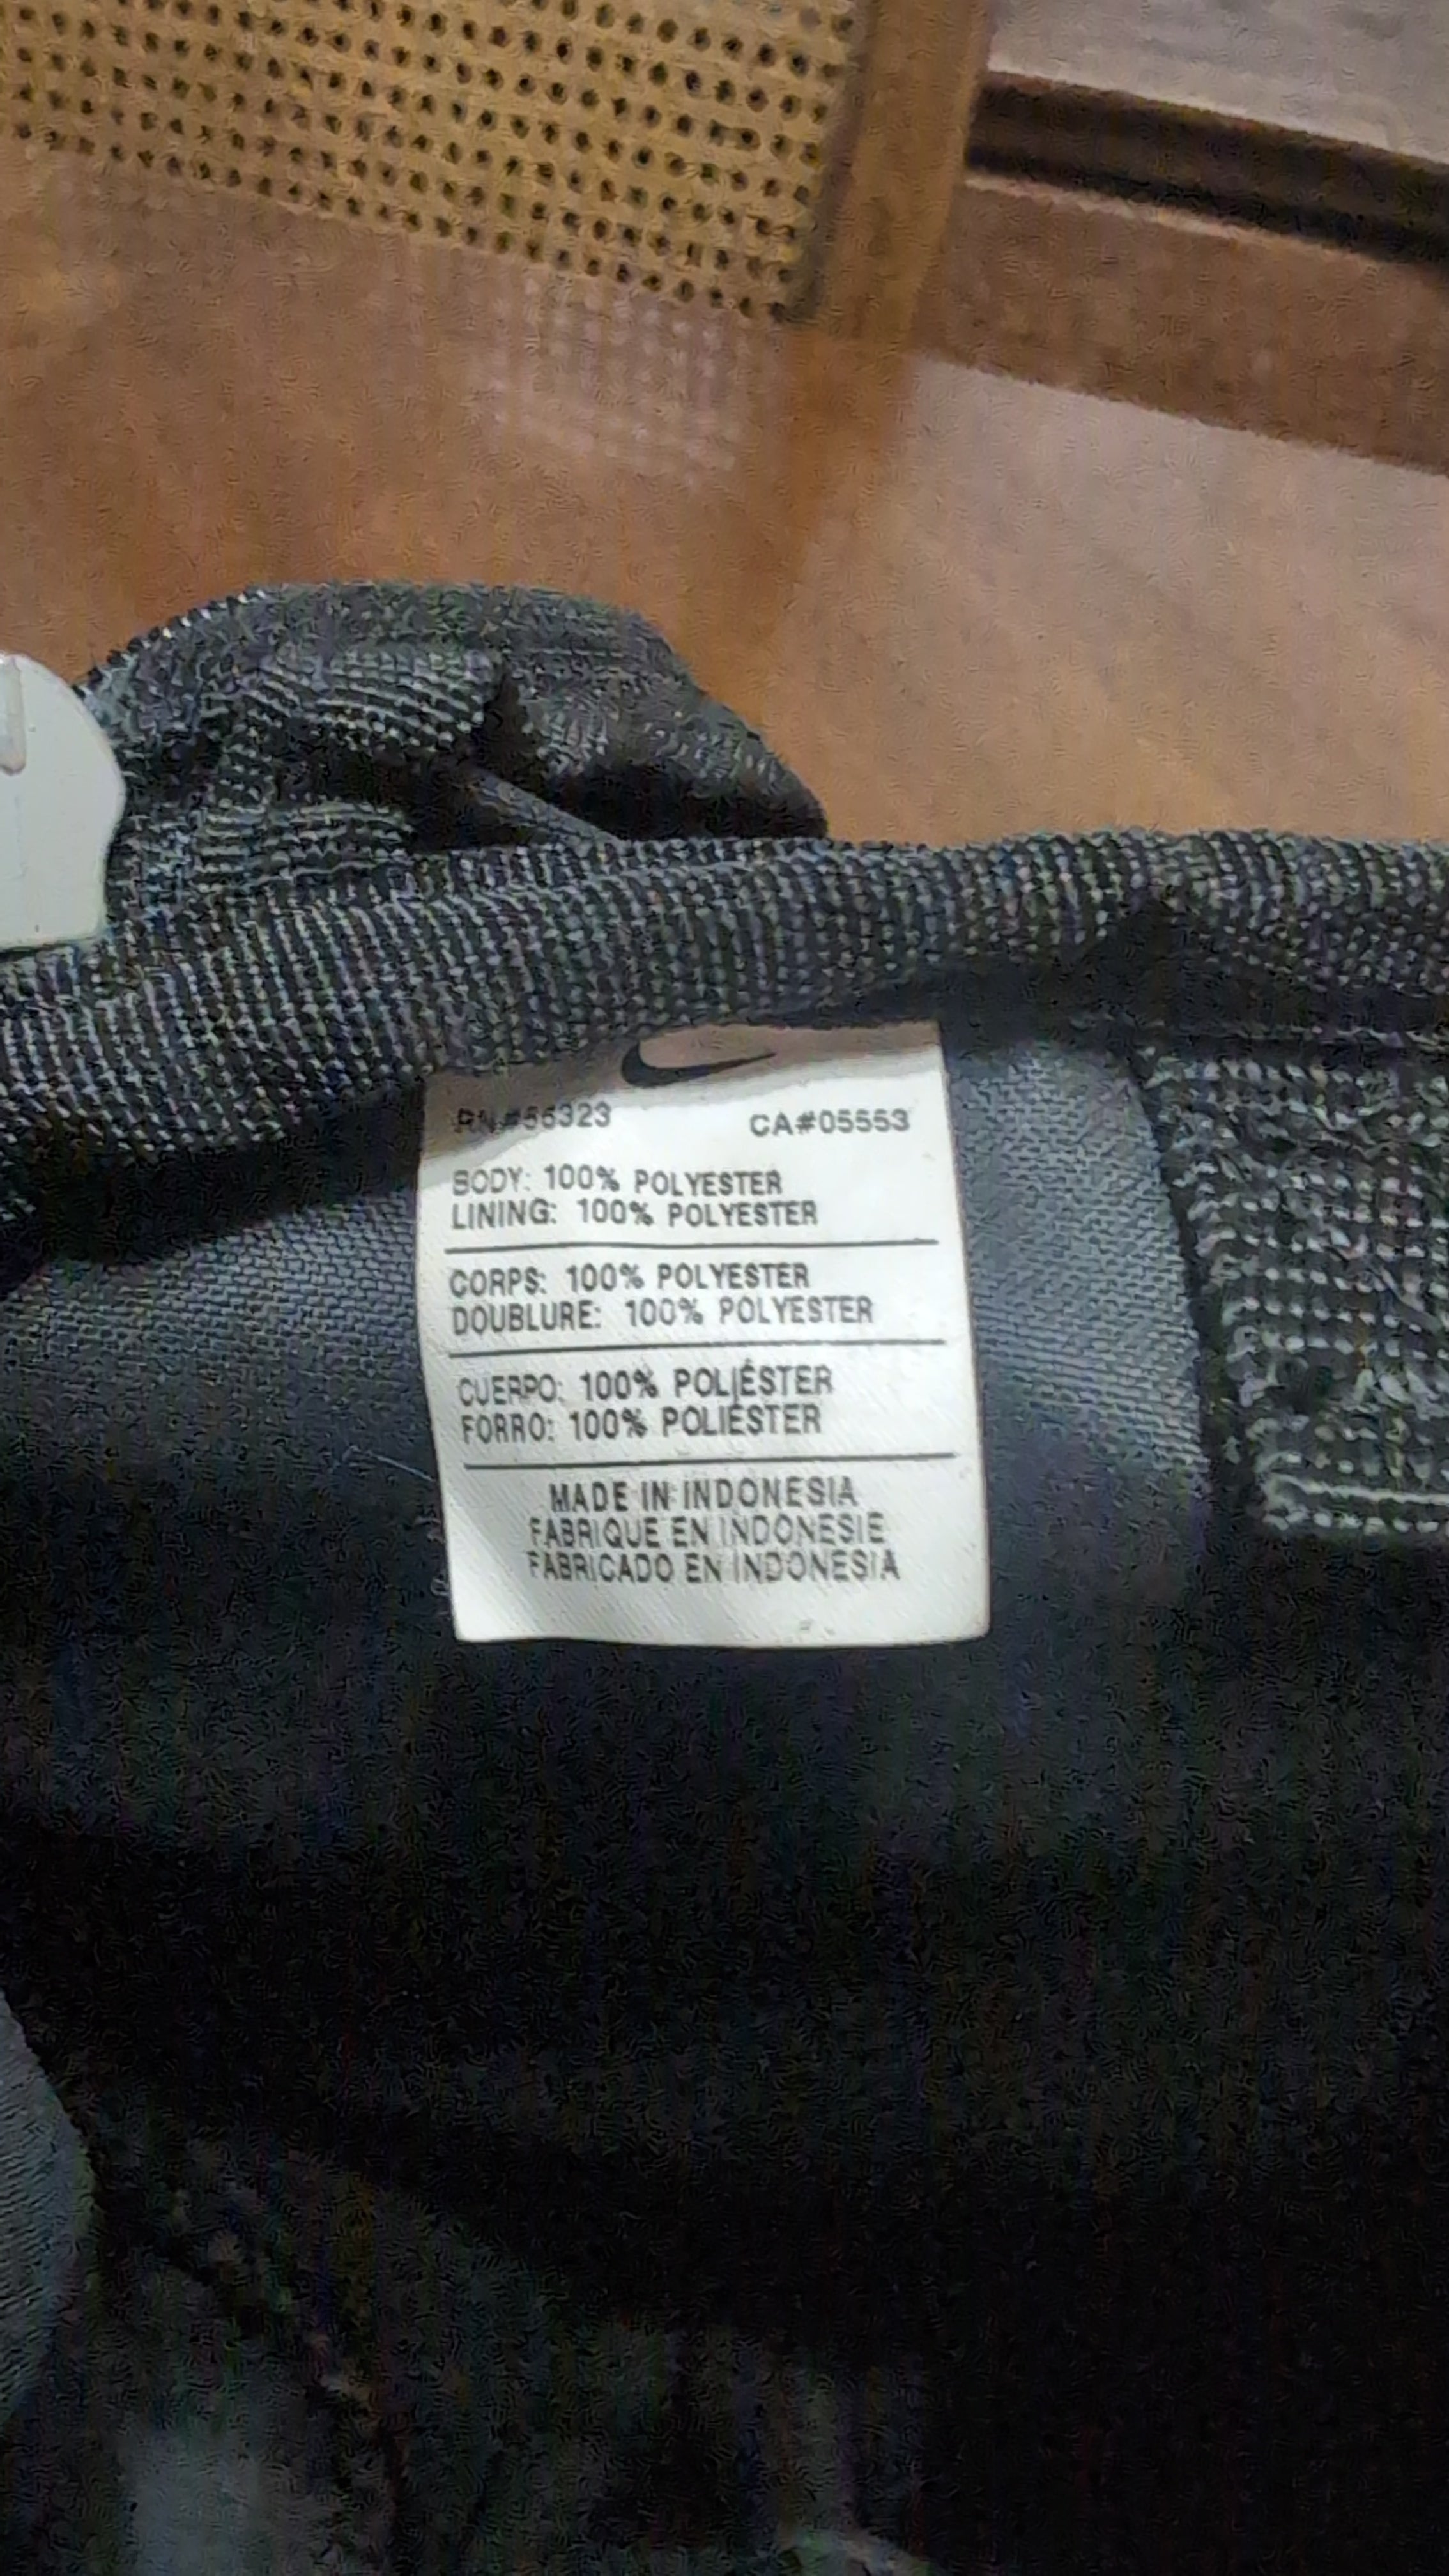 RN#56323 CA#05553
BODY: 100% POLYESTER
LINING: 100% POLYESTER
CORPS: 100% POLYESTER
DOUBLURE: 100% POLYESTER
CUERPO: 100% POLIÉSTER
FORRO: 100% POLIÉSTER
MADE IN INDONESIA
FABRIQUE EN INDONESIE
FABRICADO EN INDONESIA